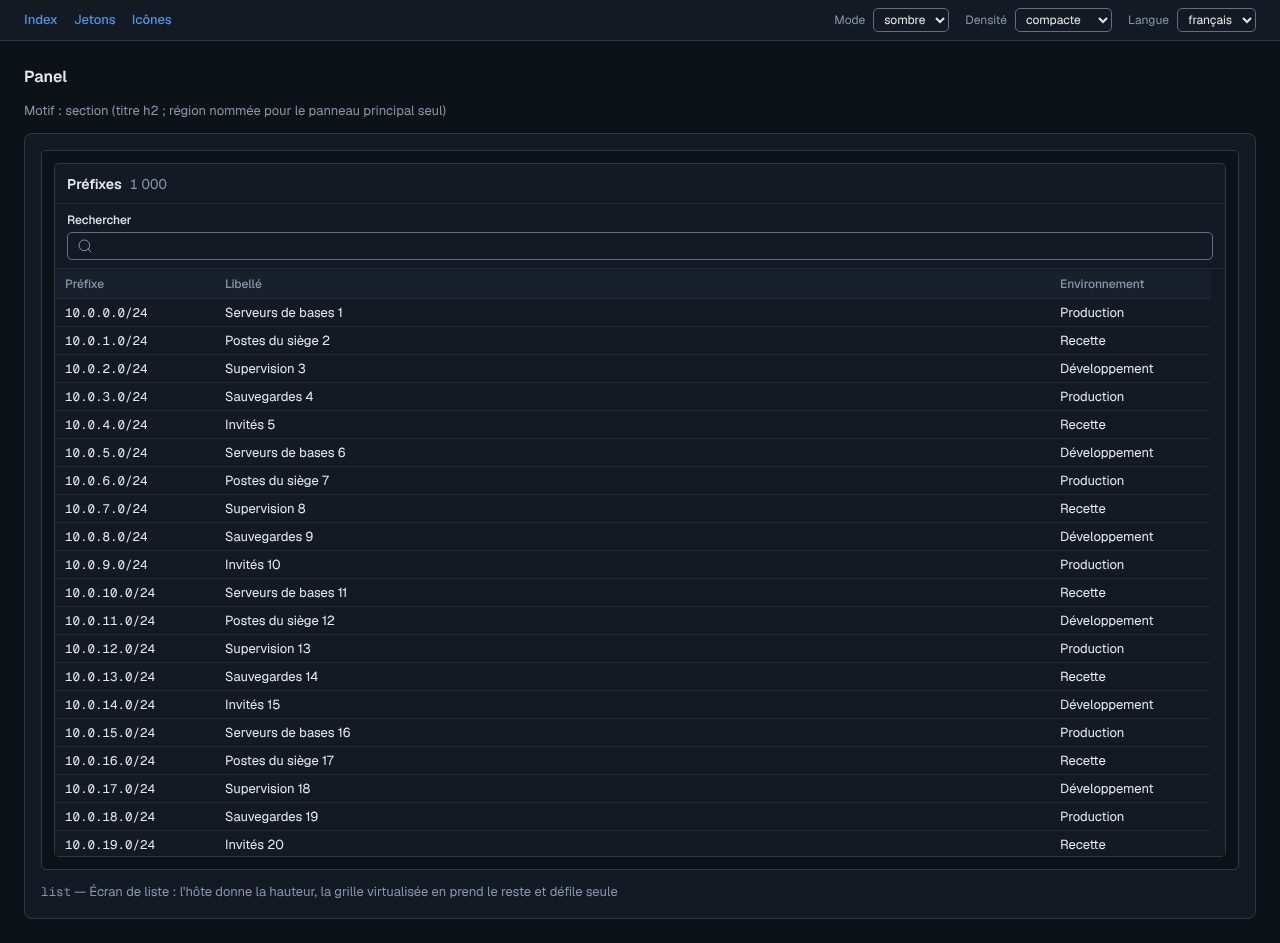 Index Jetons Icônes Mode sombre Densité compacte Langue français
Panel
Motif : section (titre h2 ; région nommée pour le panneau principal seul)
Préfixes 1 000
Rechercher
Préfixe Libellé Environnement
10.0.0.0/24 Serveurs de bases 1 Production
10.0.1.0/24 Postes du siège 2 Recette
10.0.2.0/24 Supervision 3 Développement
10.0.3.0/24 Sauvegardes 4 Production
10.0.4.0/24 Invités 5 Recette
10.0.5.0/24 Serveurs de bases 6 Développement
10.0.6.0/24 Postes du siège 7 Production
10.0.7.0/24 Supervision 8 Recette
10.0.8.0/24 Sauvegardes 9 Développement
10.0.9.0/24 Invités 10 Production
10.0.10.0/24 Serveurs de bases 11 Recette
10.0.11.0/24 Postes du siège 12 Développement
10.0.12.0/24 Supervision 13 Production
10.0.13.0/24 Sauvegardes 14 Recette
10.0.14.0/24 Invités 15 Développement
10.0.15.0/24 Serveurs de bases 16 Production
10.0.16.0/24 Postes du siège 17 Recette
10.0.17.0/24 Supervision 18 Développement
10.0.18.0/24 Sauvegardes 19 Production
10.0.19.0/24 Invités 20 Recette
list — Écran de liste : l'hôte donne la hauteur, la grille virtualisée en prend le reste et défile seule